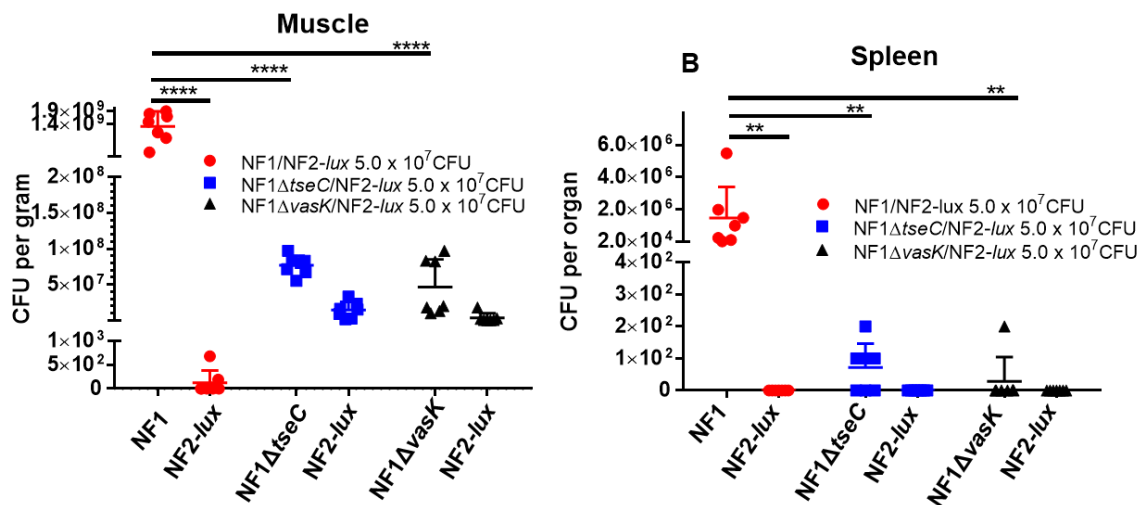 Muscle
****
****
****
CFU per gram
1.9×10⁹
1.4×10⁹
2×10⁸
1.5×10⁸
1×10⁸
5×10⁷
1×10³
5×10²
0
NF1/NF2-lux 5.0 x 10⁷CFU
NF1ΔtseC/NF2-lux 5.0 x 10⁷CFU
NF1ΔvasK/NF2-lux 5.0 x 10⁷CFU
NF1
NF2-lux
NF1ΔtseC
NF2-lux
NF1ΔvasK
NF2-lux
B
Spleen
**
**
**
CFU per organ
6.0×10⁶
4.0×10⁶
2.0×10⁶
2.0×10⁴
4×10²
3×10²
2×10²
1×10²
0
NF1/NF2-lux 5.0 x 10⁷CFU
NF1ΔtseC/NF2-lux 5.0 x 10⁷CFU
NF1ΔvasK/NF2-lux 5.0 x 10⁷CFU
NF1
NF2-lux
NF1ΔtseC
NF2-lux
NF1ΔvasK
NF2-lux